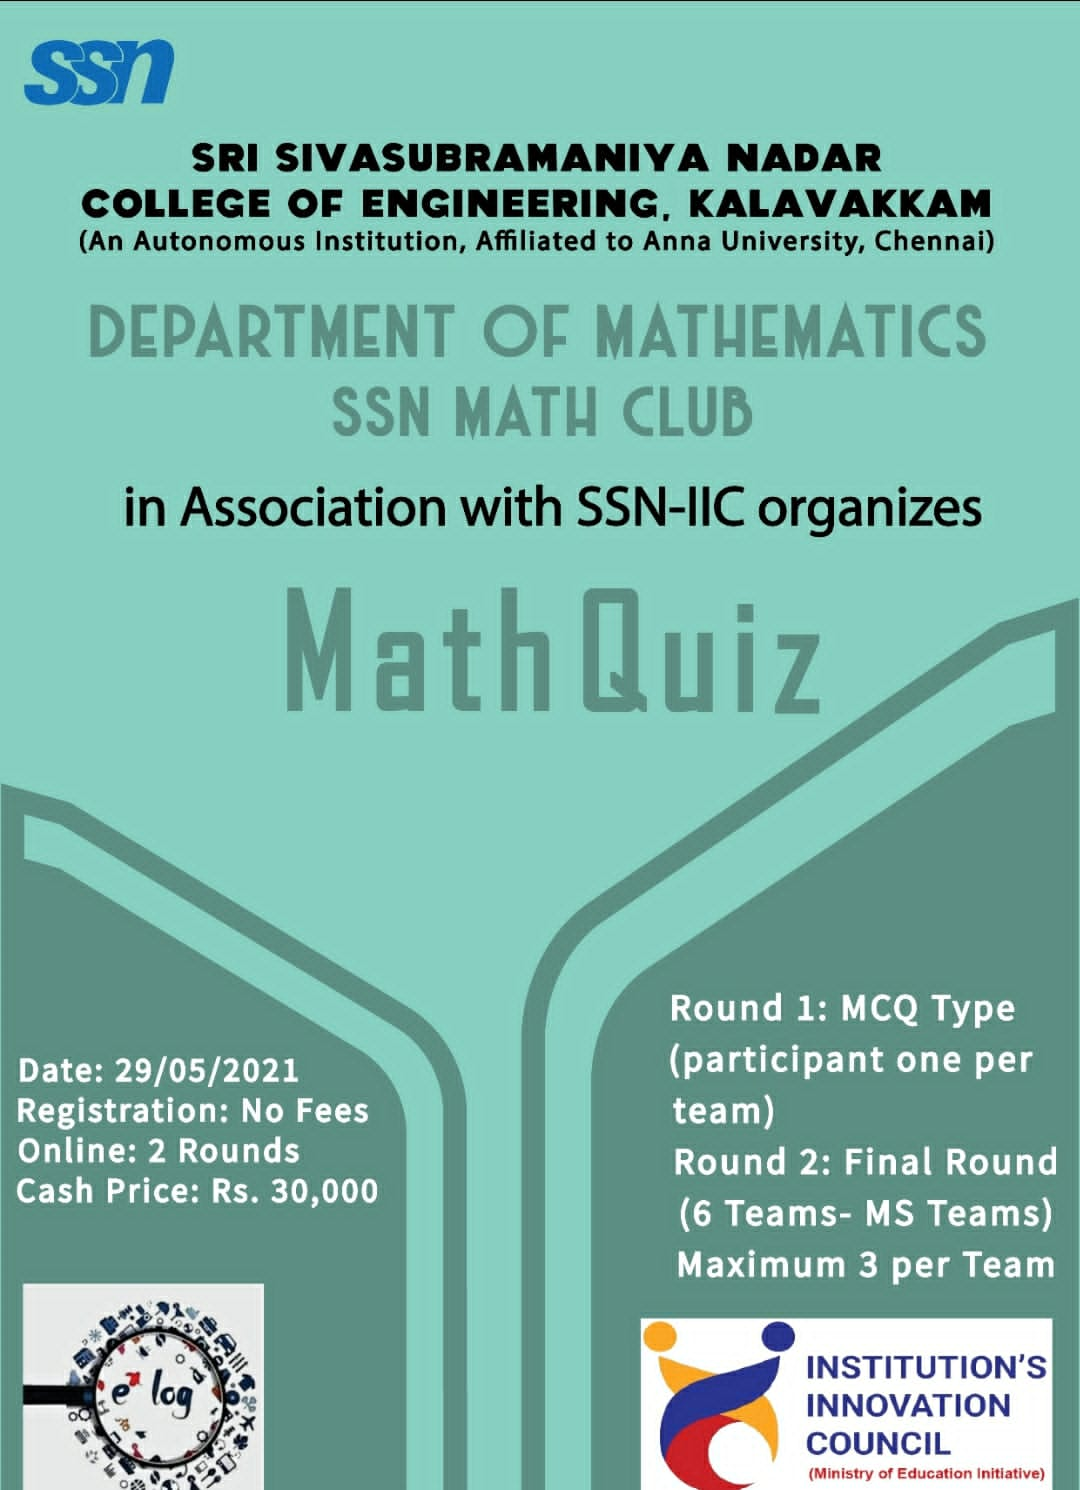 ssn
SRI SIVASUBRAMANIYA NADAR
COLLEGE OF ENGINEERING, KALAVAKKAM
(An Autonomous Institution, Affiliated to Anna University, Chennai)
DEPARTMENT OF MATHEMATICS
SSN MATH CLUB
in Association with SSN-IIC organizes
MathQuiz
Date: 29/05/2021
Registration: No Fees
Online: 2 Rounds
Cash Price: Rs. 30,000
Round 1: MCQ Type
(participant one per
team)
Round 2: Final Round
(6 Teams- MS Teams)
Maximum 3 per Team
log
INSTITUTION'S
INNOVATION
COUNCIL
(Ministry of Education Initiative)